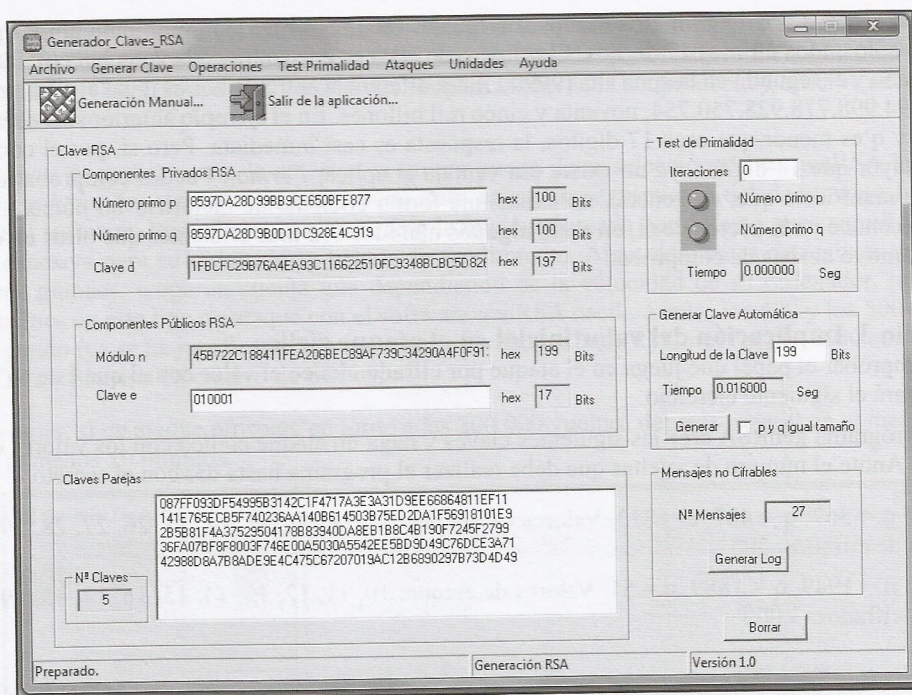 Generador_Claves_RSA
Archivo Generar Clave Operaciones Test Primalidad Ataques Unidades Ayuda
Generación Manual... Salir de la aplicación...
Clave RSA
Componentes Privados RSA
Número primo p 8597DA28D99BB9CE650BFE877 hex 100 Bits
Número primo q 8597DA28D9B0D1DC928E4C919 hex 100 Bits
Clave d 1FBCFC29B76A4EA93C116622510FC9348BCBC5D828 hex 197 Bits
Componentes Públicos RSA
Módulo n 45B722C188411FEA206BEC89AF739C34290A4F0F91 hex 199 Bits
Clave e 010001 hex 17 Bits
Test de Primalidad
Iteraciones 0
Número primo p
Número primo q
Tiempo 0.000000 Seg
Generar Clave Automática
Longitud de la Clave 199 Bits
Tiempo 0.016000 Seg
Generar p y q igual tamaño
Claves Parejas
087FF093DF54995B3142C1F4717A3E3A31D9EE66864811EF11
141E765ECB5F740236AA140B614503B75ED2DA1F56918101E9
2B5B81F4A37529504178B83940DA8EB1B8C4B190F7245F2799
36FA07BF8F8003F746E00A5030A5542EE5BD9D49C76DCE3A71
42988D8A7B8ADE9E4C475C67207019AC12B6890297B73D4D49
Nº Claves
5
Mensajes no Cifrables
Nº Mensajes 27
Generar Log
Borrar
Preparado. Generación RSA Versión 1.0